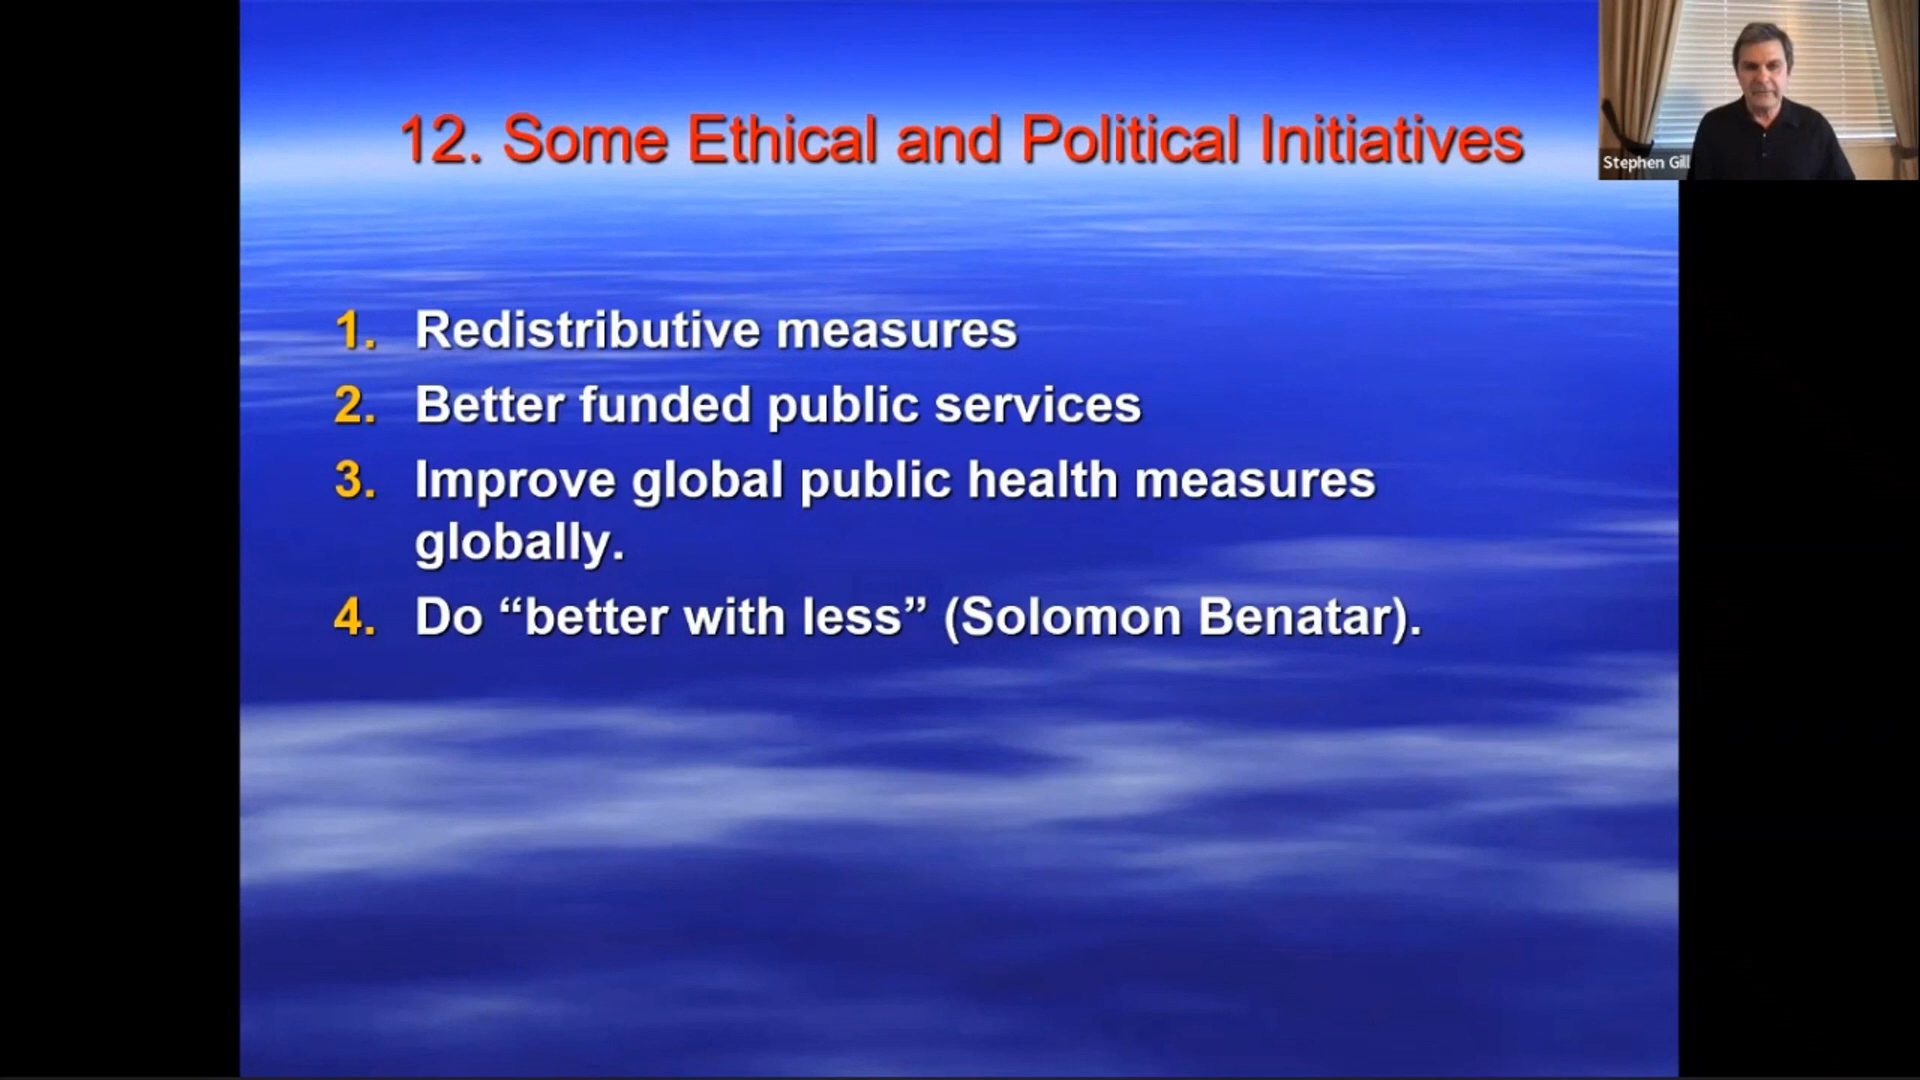 12. Some Ethical and Political Initiatives
Stephen Gill
1. Redistributive measures
2. Better funded public services
3. Improve global public health measures
globally.
4. Do “better with less” (Solomon Benatar).